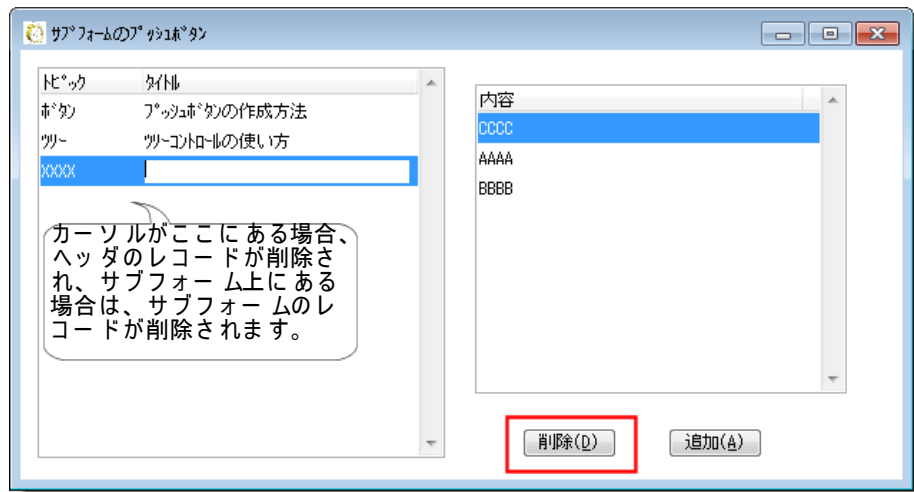 ｻﾌﾞﾌｫｰﾑのﾌﾟｯｼｭﾎﾞﾀﾝ
ﾄﾋﾟｯｸ ﾀｲﾄﾙ
ﾎﾞﾀﾝ ﾌﾟｯｼｭﾎﾞﾀﾝの作成方法
ﾂﾘｰ ﾂﾘｰｺﾝﾄﾛｰﾙの使い方
XXXX
カーソルがここにある場合、
ヘッダのレコードが削除さ
れ、サブフォーム上にある
場合は、サブフォームのレ
コードが削除されます。
内容
CCCC
AAAA
BBBB
削除(D) 追加(A)